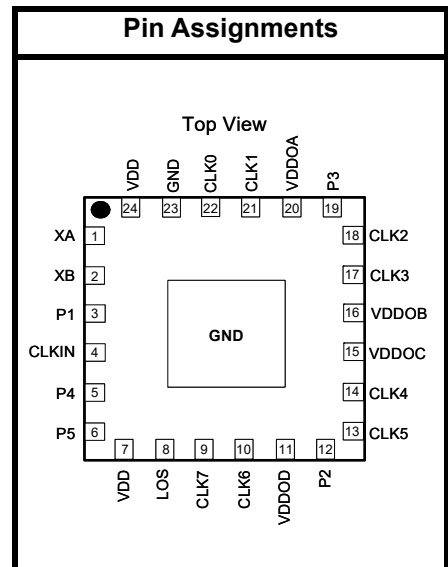 Pin Assignments
Top View
VDD
GND
CLK0
CLK1
VDDOA
P3
24
23
22
21
20
19
XA 1
18 CLK2
XB 2
17 CLK3
P1 3
16 VDDOB
GND
CLKIN 4
15 VDDOC
P4 5
14 CLK4
P5 6
13 CLK5
7
8
9
10
11
12
VDD
LOS
CLK7
CLK6
VDDOD
P2